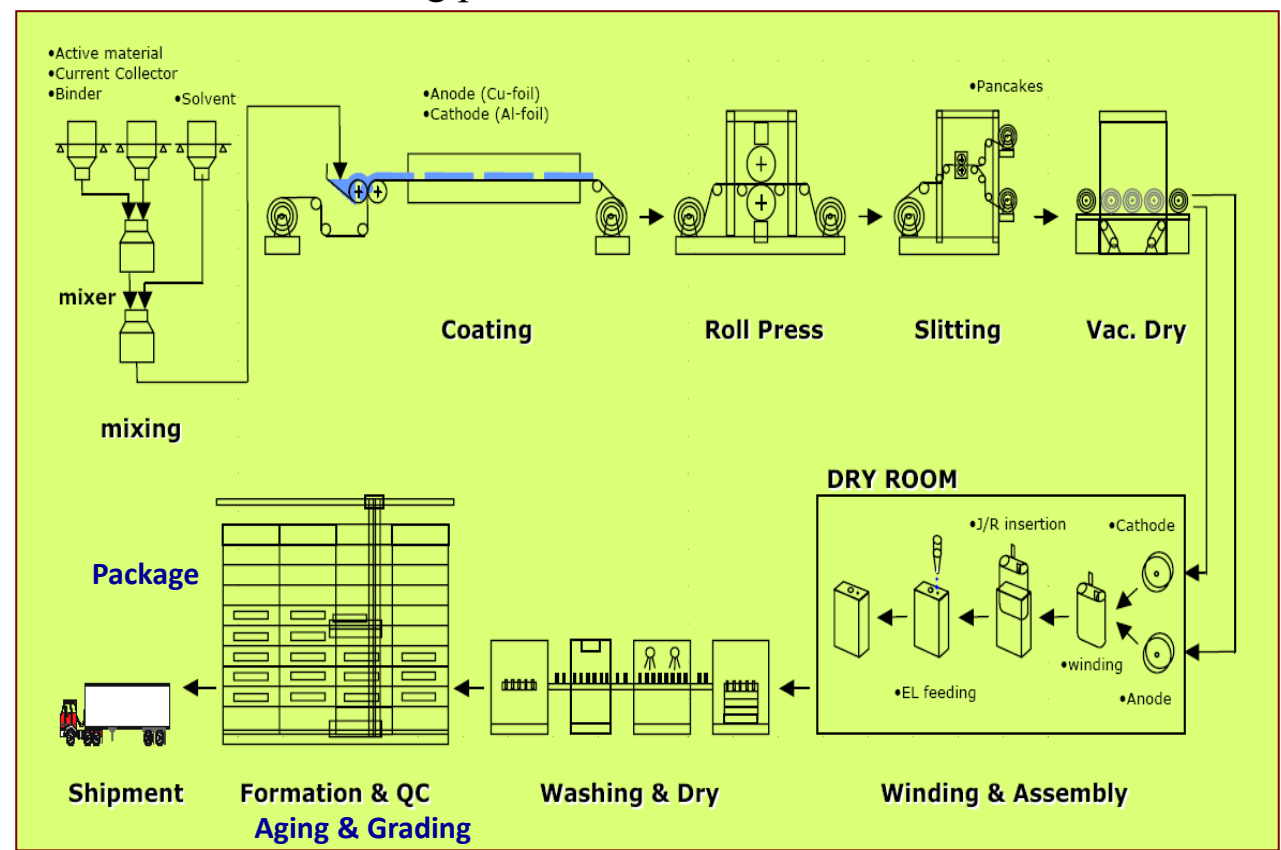 •Active material
•Current Collector
•Binder
•Solvent
•Anode (Cu-foil)
•Cathode (Al-foil)
•Pancakes
mixer
Coating
Roll Press
Slitting
Vac. Dry
mixing
DRY ROOM
•J/R insertion
•Cathode
•winding
•EL feeding
•Anode
Package
Shipment
Formation & QC
Aging & Grading
Washing & Dry
Winding & Assembly